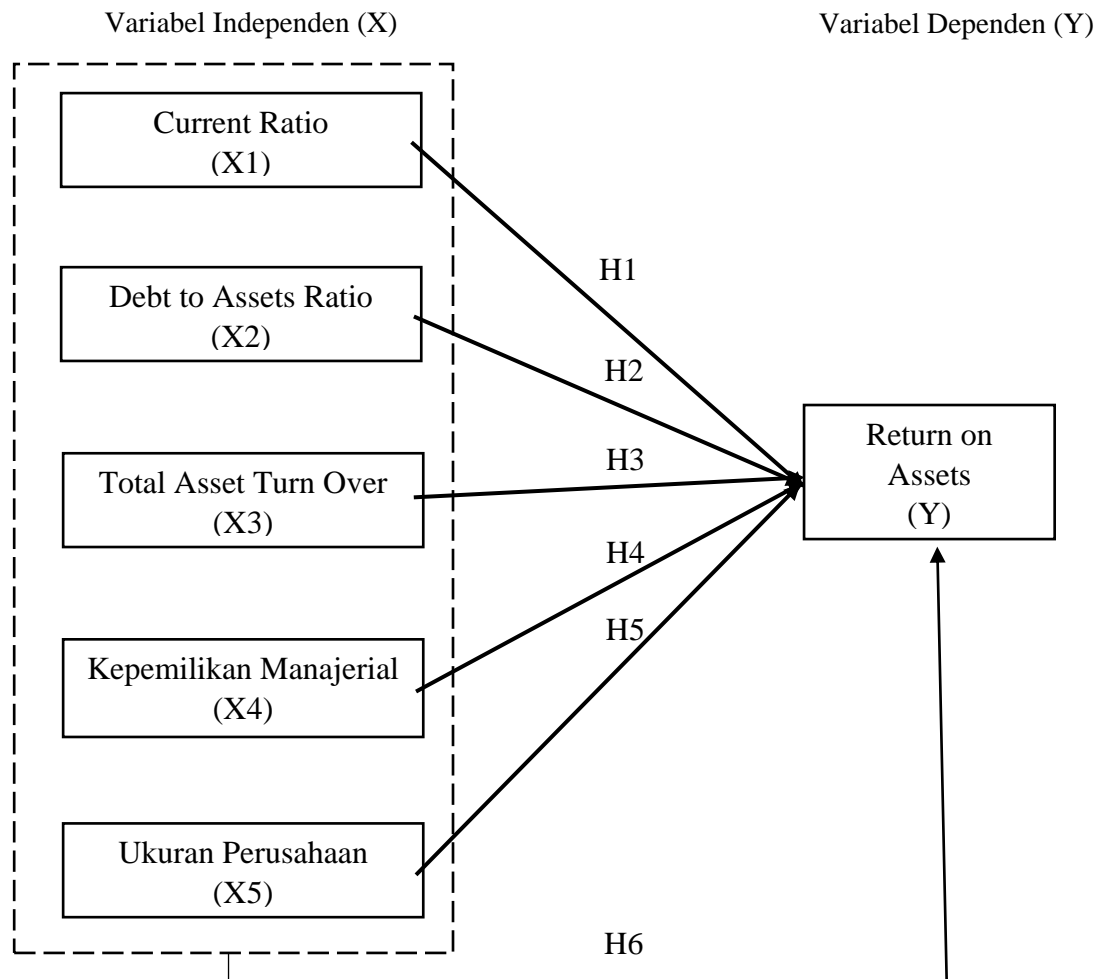 Variabel Independen (X)
Variabel Dependen (Y)
Current Ratio
(X1)
H1
Debt to Assets Ratio
(X2)
H2
Return on
Assets
(Y)
Total Asset Turn Over
(X3)
H3
H4
Kepemilikan Manajerial
(X4)
H5
Ukuran Perusahaan
(X5)
H6